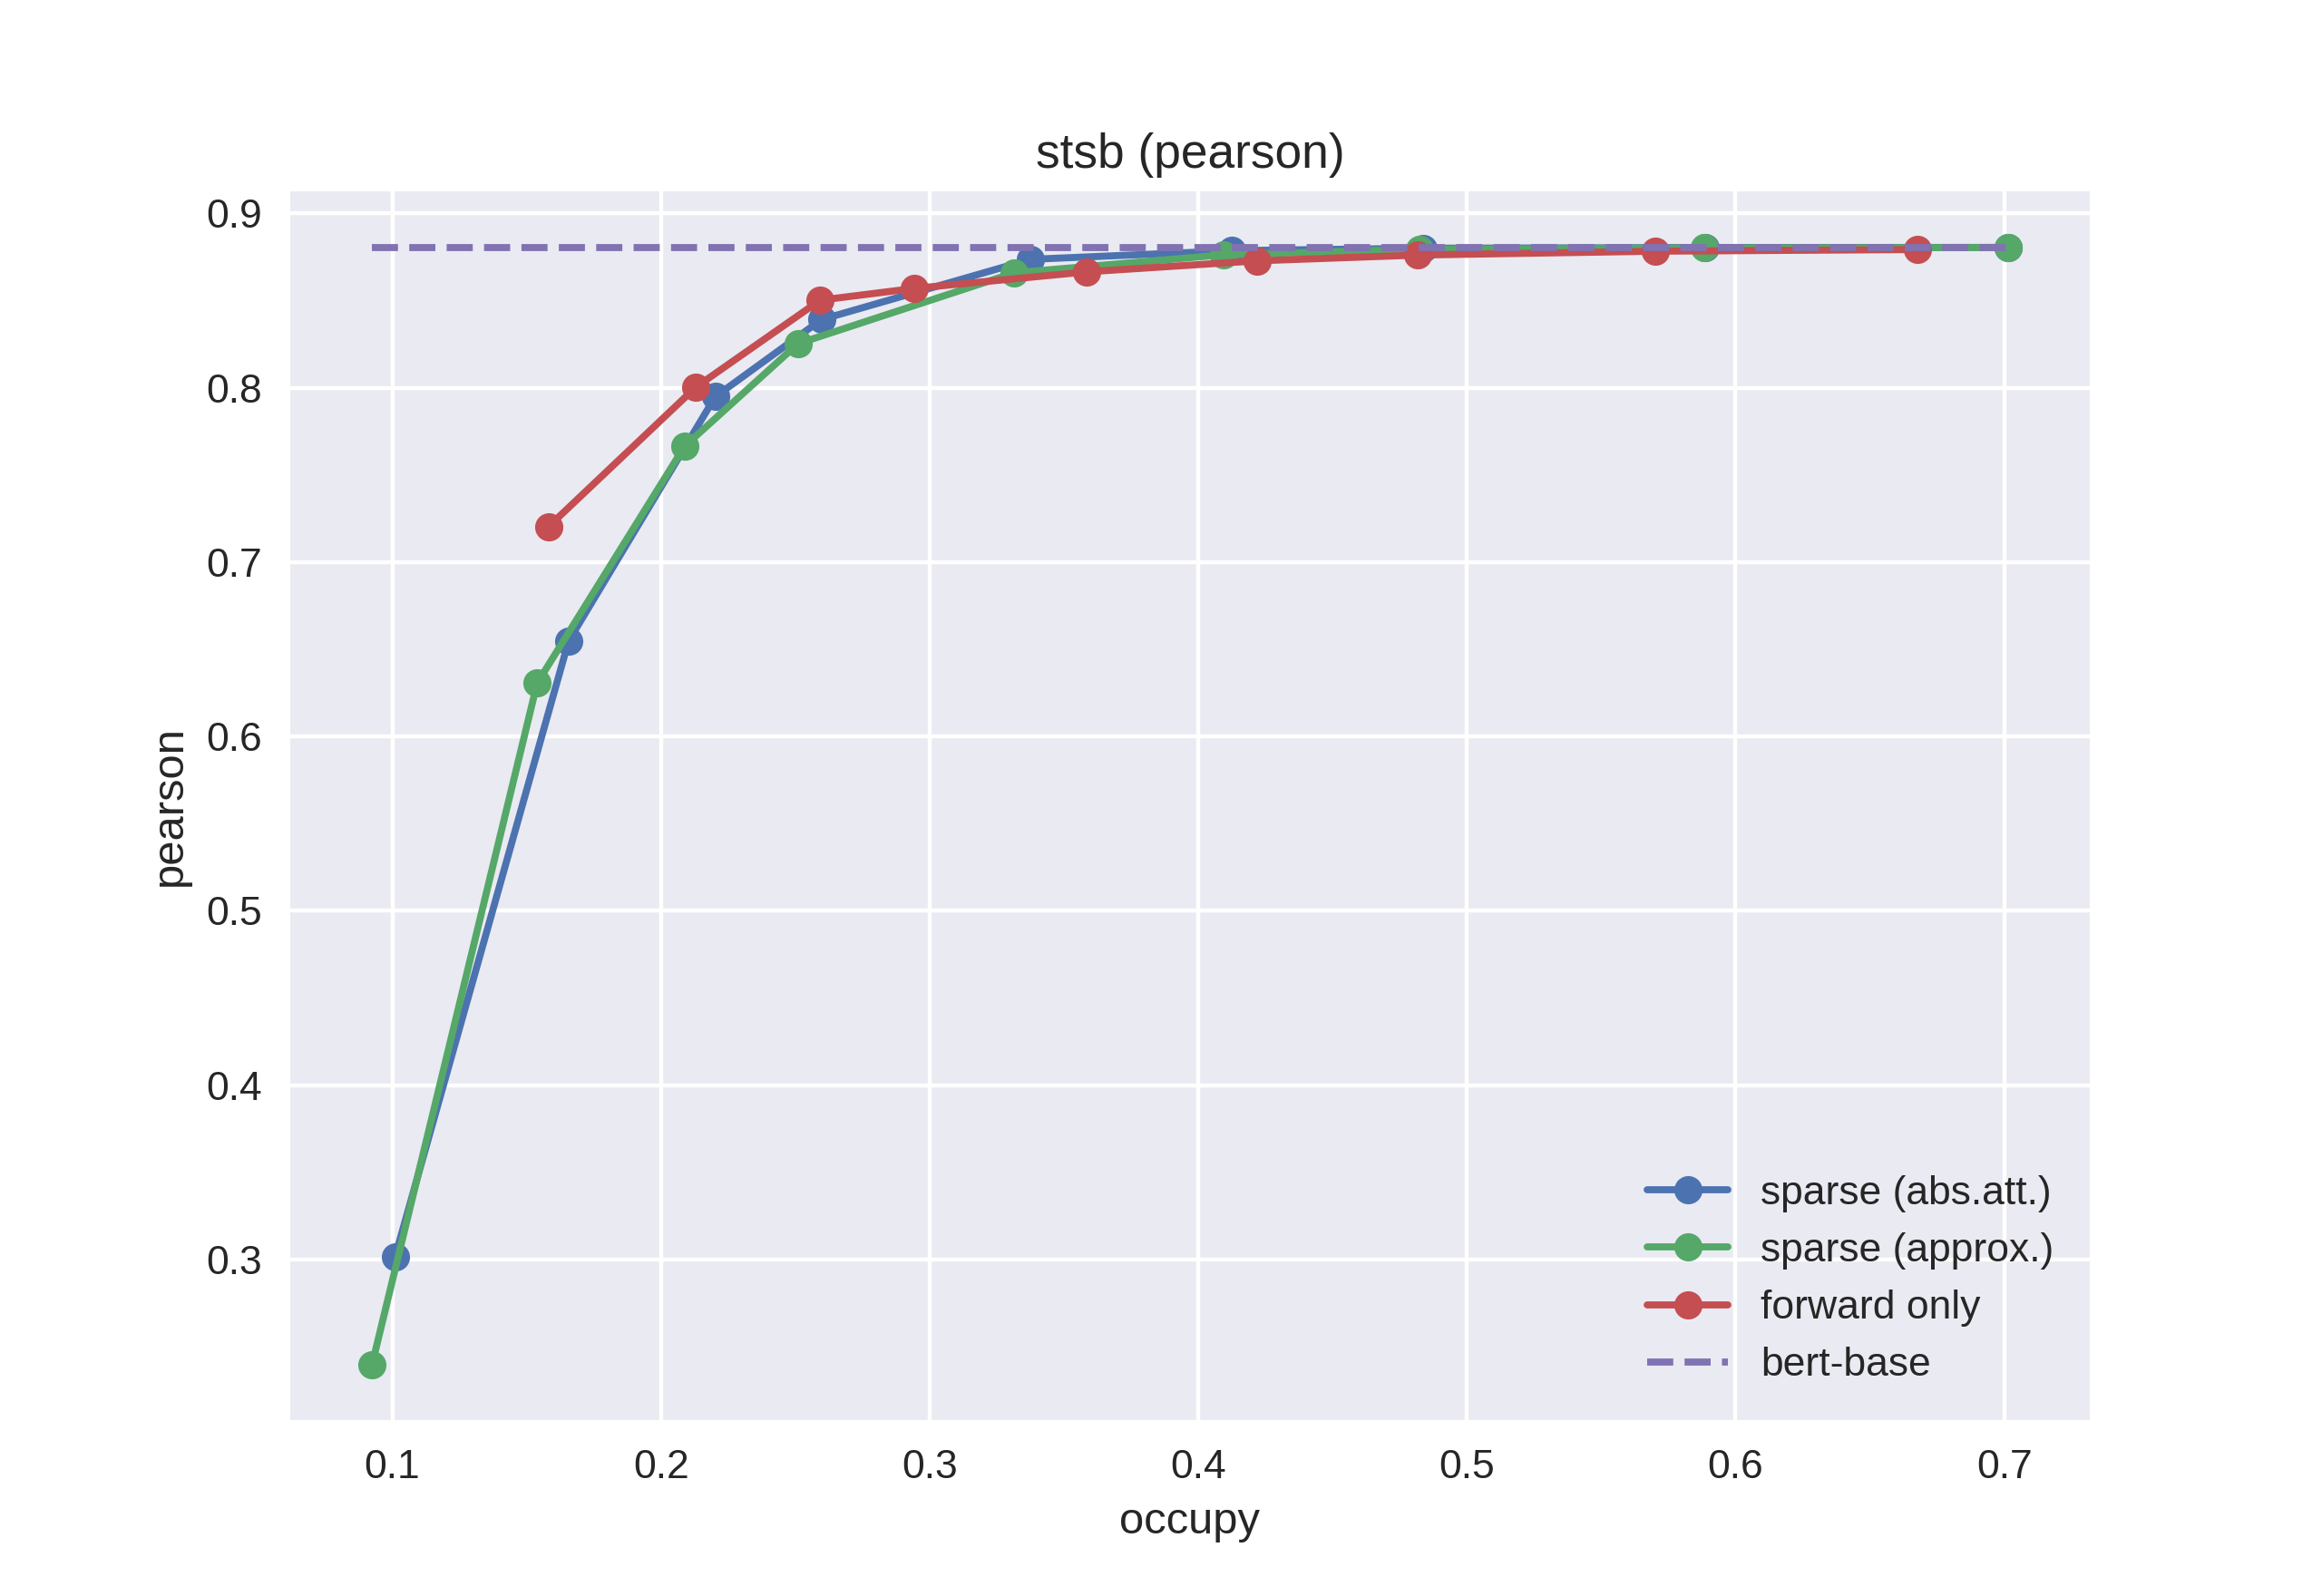 stsb (pearson)
0.9
0.8
0.7
0.6
0.5
0.4
0.3
pearson
sparse (abs.att.)
sparse (approx.)
forward only
bert-base
0.1 0.2 0.3 0.4 0.5 0.6 0.7
occupy